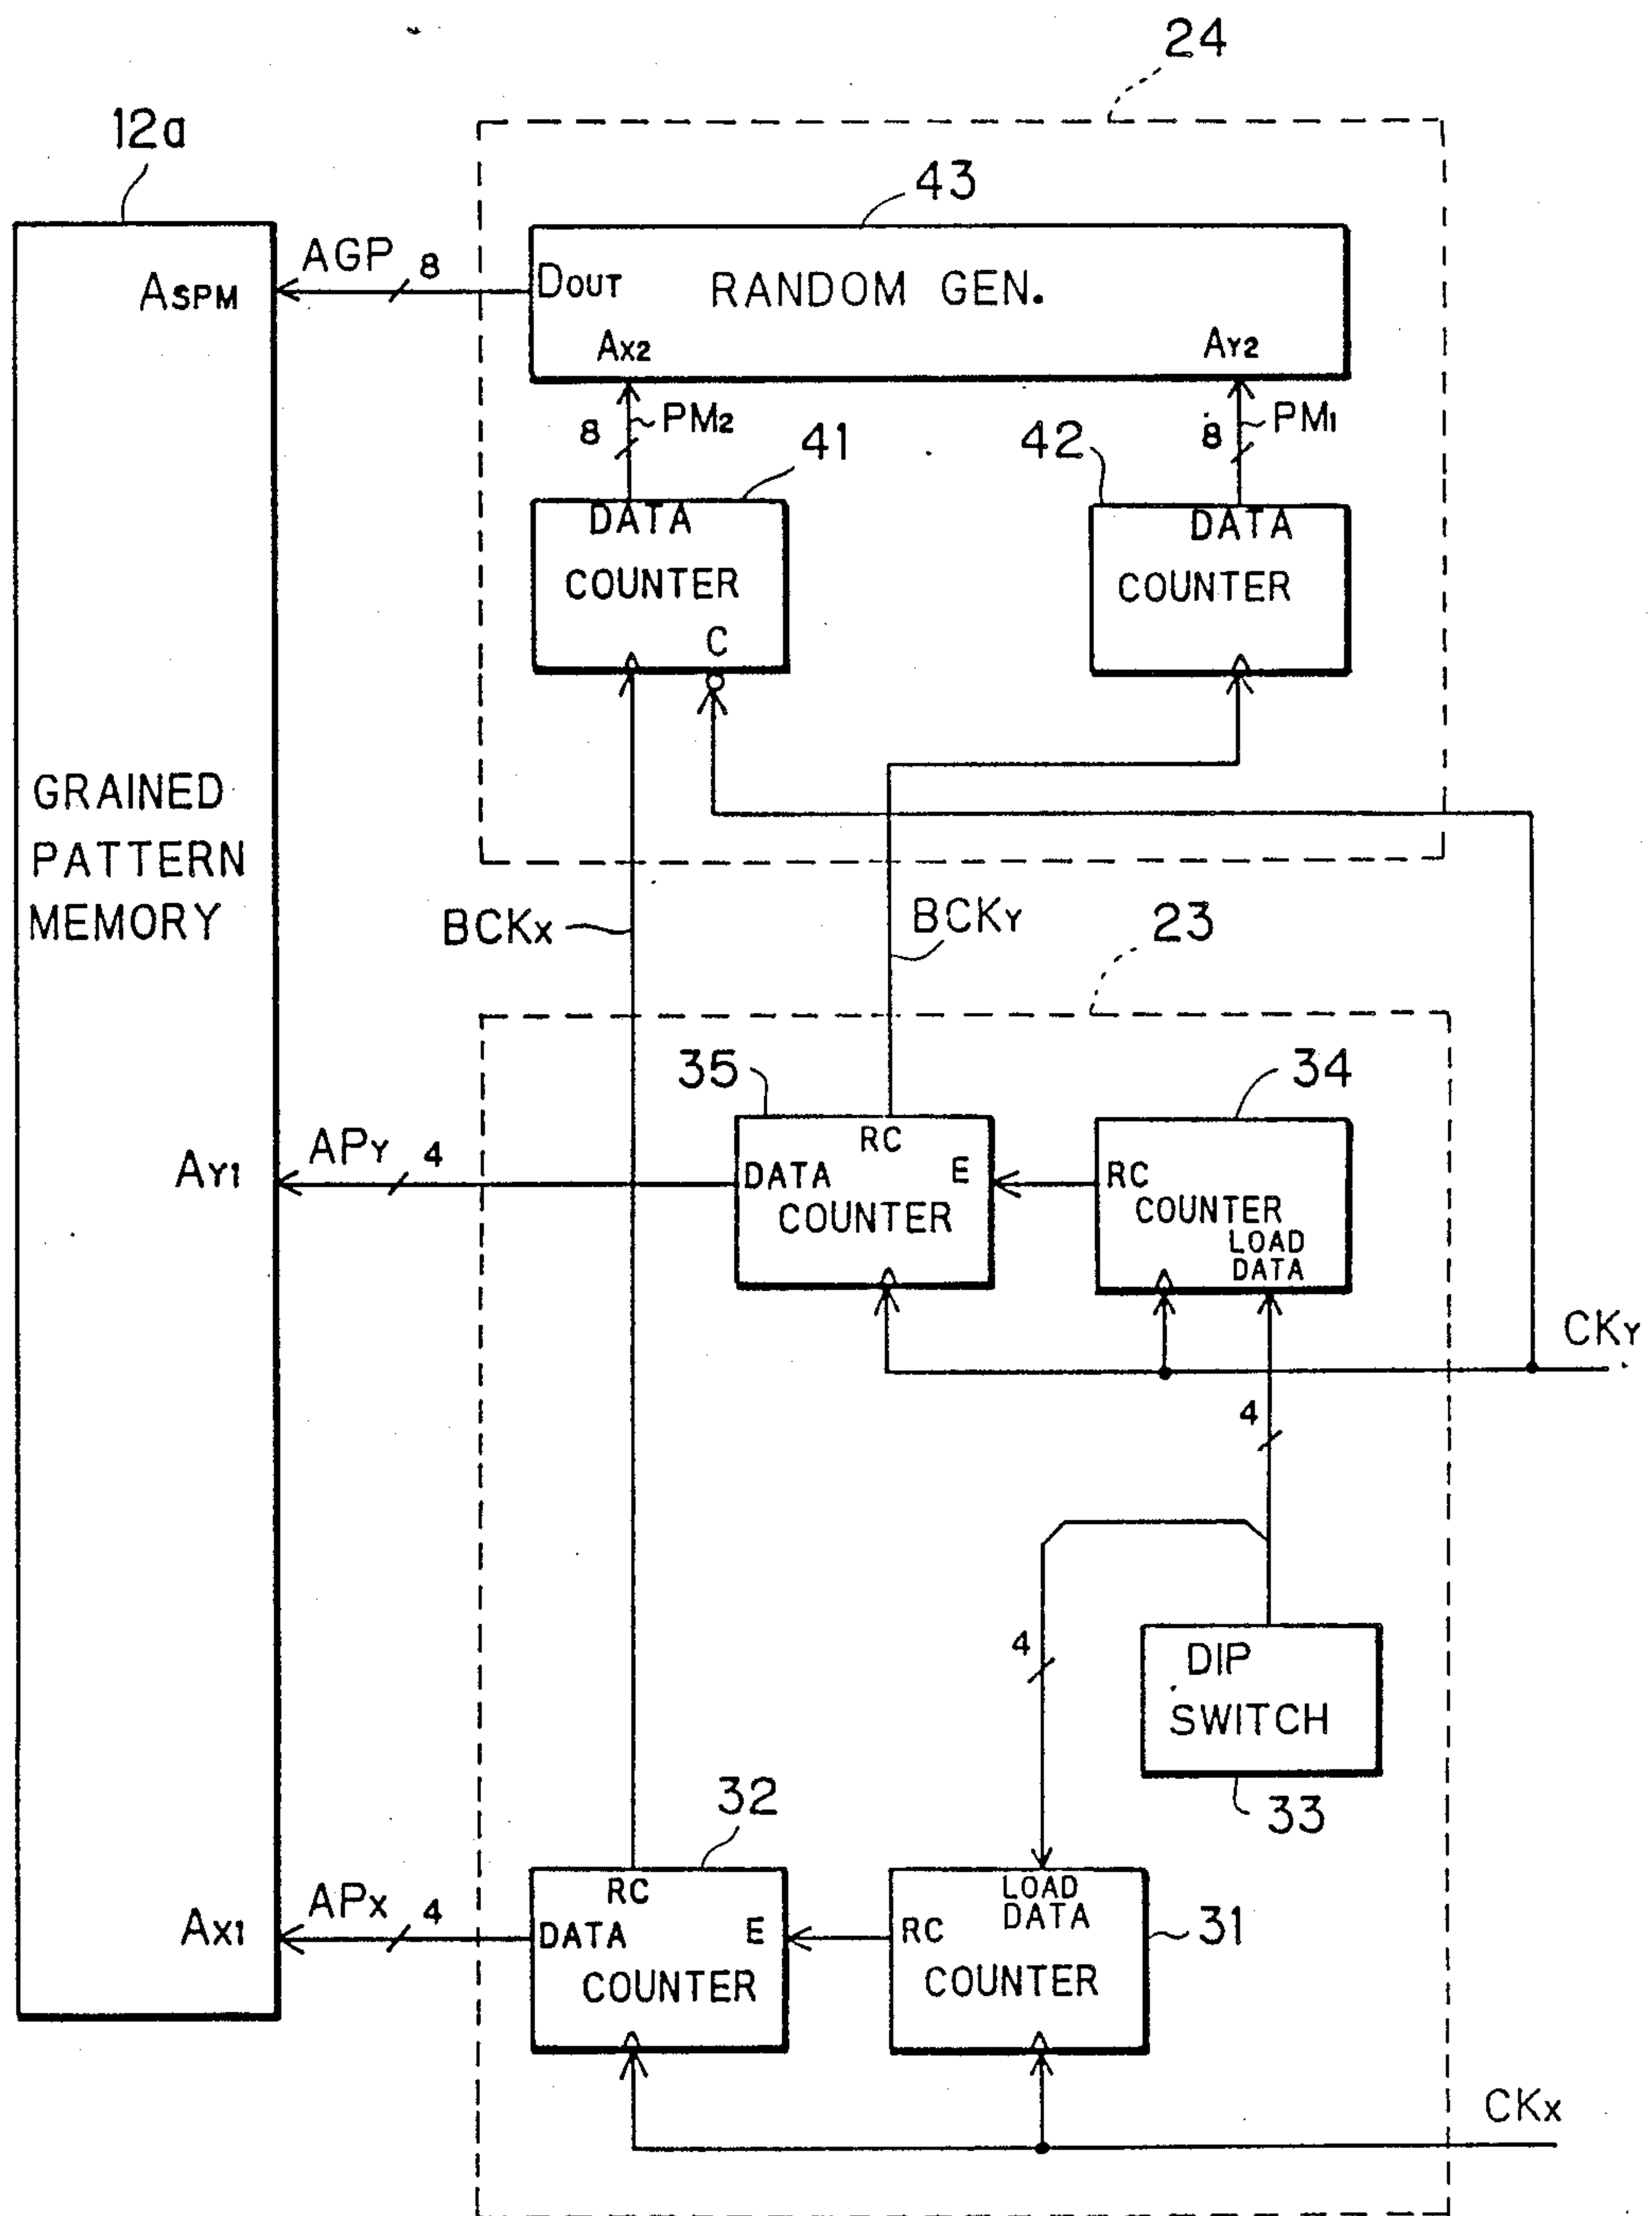 24
12a
43
AGP 8
ASPM
DOUT RANDOM GEN.
AX2 AY2
8 PM2 8 PM1
41 42
DATA
COUNTER
C
DATA
COUNTER
GRAINED
PATTERN
MEMORY
BCKX BCKY
23
35 34
APY 4
AY1
RC
DATA E
COUNTER
RC
COUNTER
LOAD
DATA
CKY
4
4
DIP
SWITCH
33
32
APX 4
AX1
RC
DATA E
COUNTER
LOAD
DATA
RC
COUNTER
31
CKX